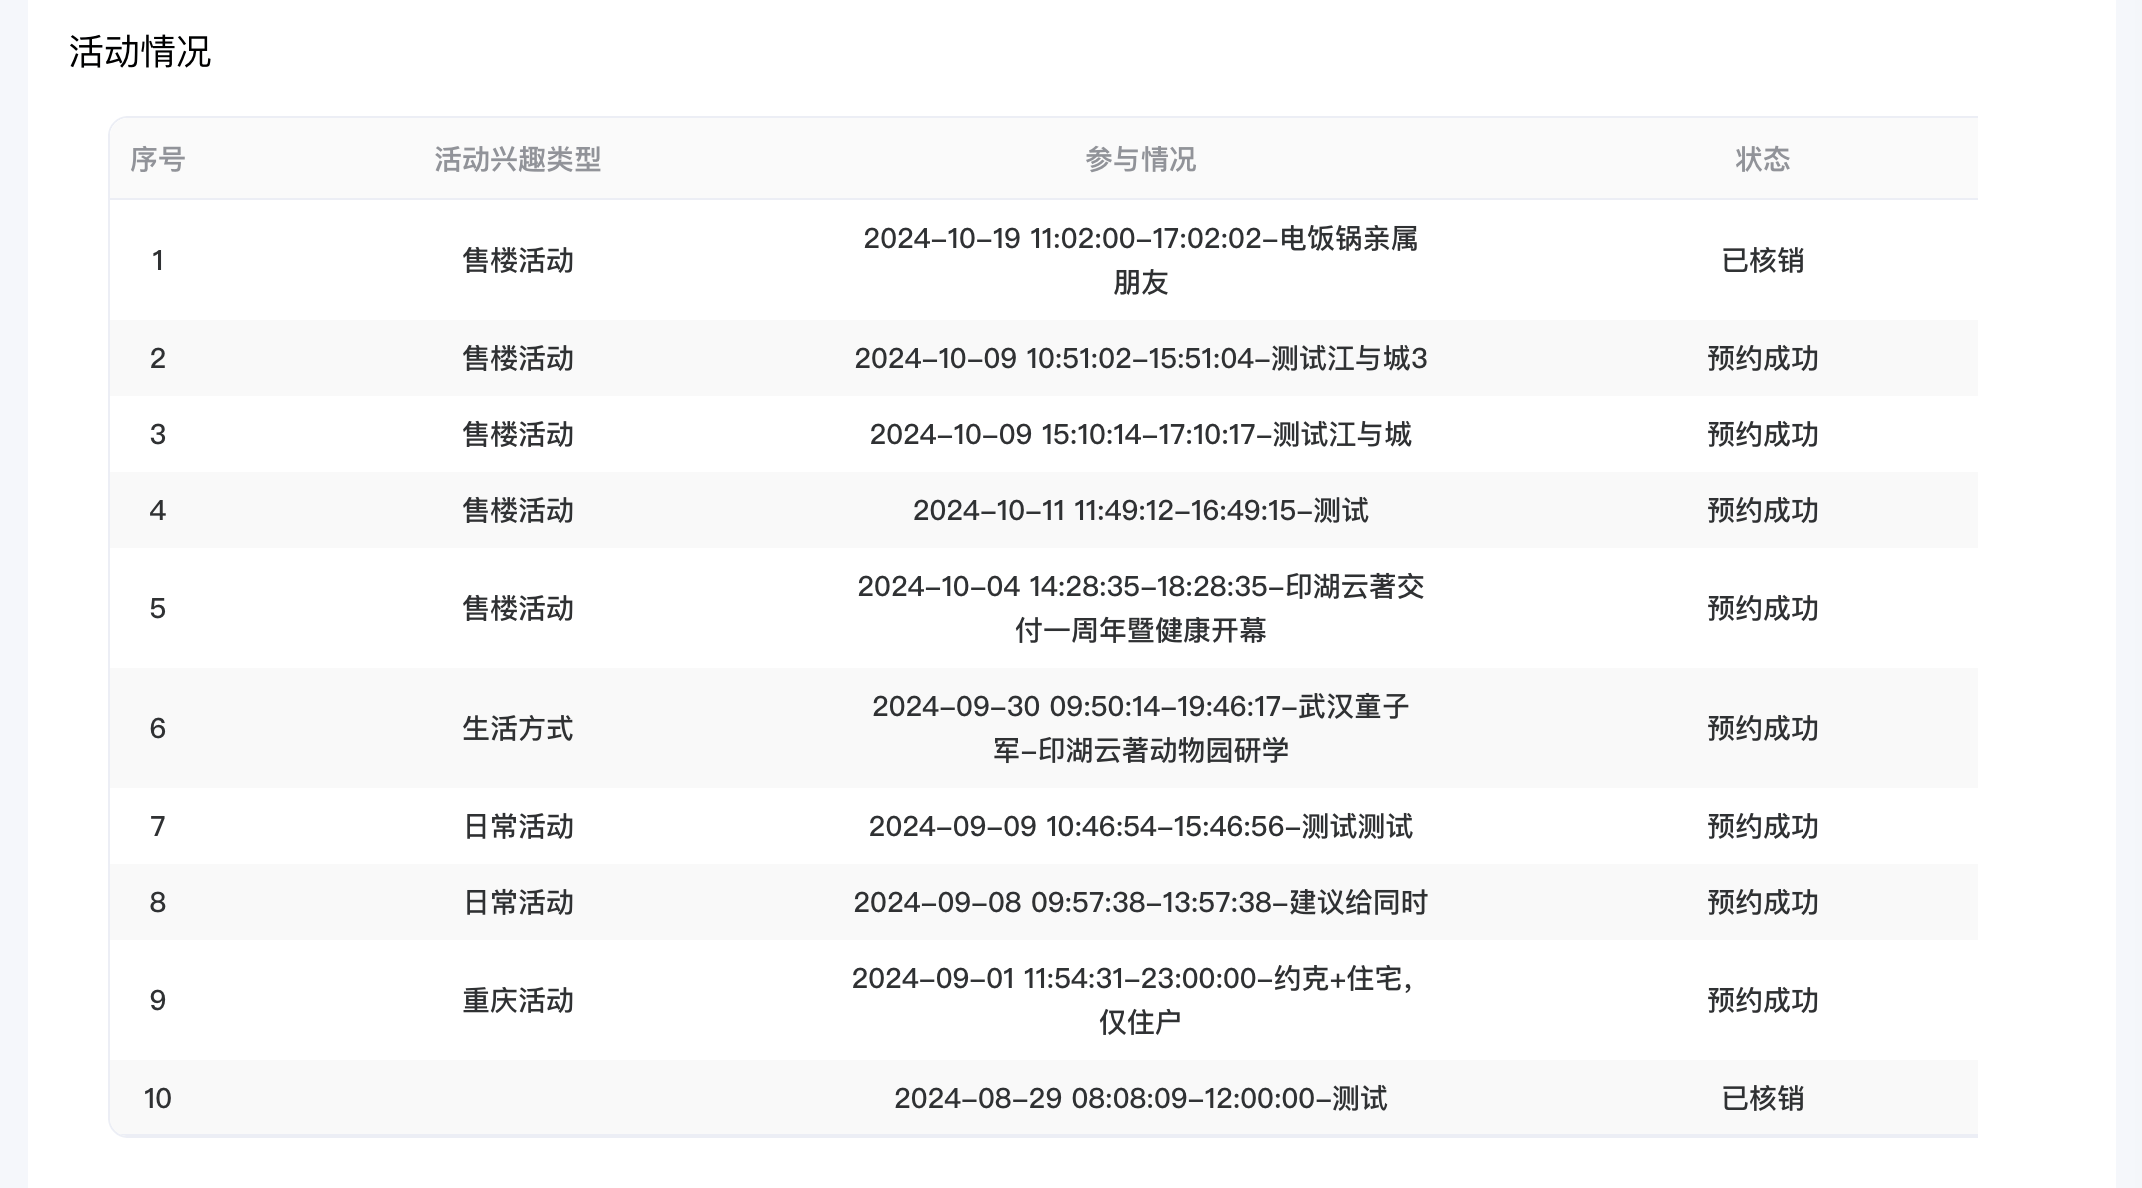 活动情况
序号 活动兴趣类型 参与情况 状态
1 售楼活动 2024-10-19 11:02:00-17:02:02-电饭锅亲属 已核销
朋友
2 售楼活动 2024-10-09 10:51:02-15:51:04-测试江与城3 预约成功
3 售楼活动 2024-10-09 15:10:14-17:10:17-测试江与城 预约成功
4 售楼活动 2024-10-11 11:49:12-16:49:15-测试 预约成功
5 售楼活动 2024-10-04 14:28:35-18:28:35-印湖云著交 预约成功
付一周年暨健康开幕
6 生活方式 2024-09-30 09:50:14-19:46:17-武汉童子 预约成功
军-印湖云著动物园研学
7 日常活动 2024-09-09 10:46:54-15:46:56-测试测试 预约成功
8 日常活动 2024-09-08 09:57:38-13:57:38-建议给同时 预约成功
9 重庆活动 2024-09-01 11:54:31-23:00:00-约克+住宅， 预约成功
仅住户
10 2024-08-29 08:08:09-12:00:00-测试 已核销